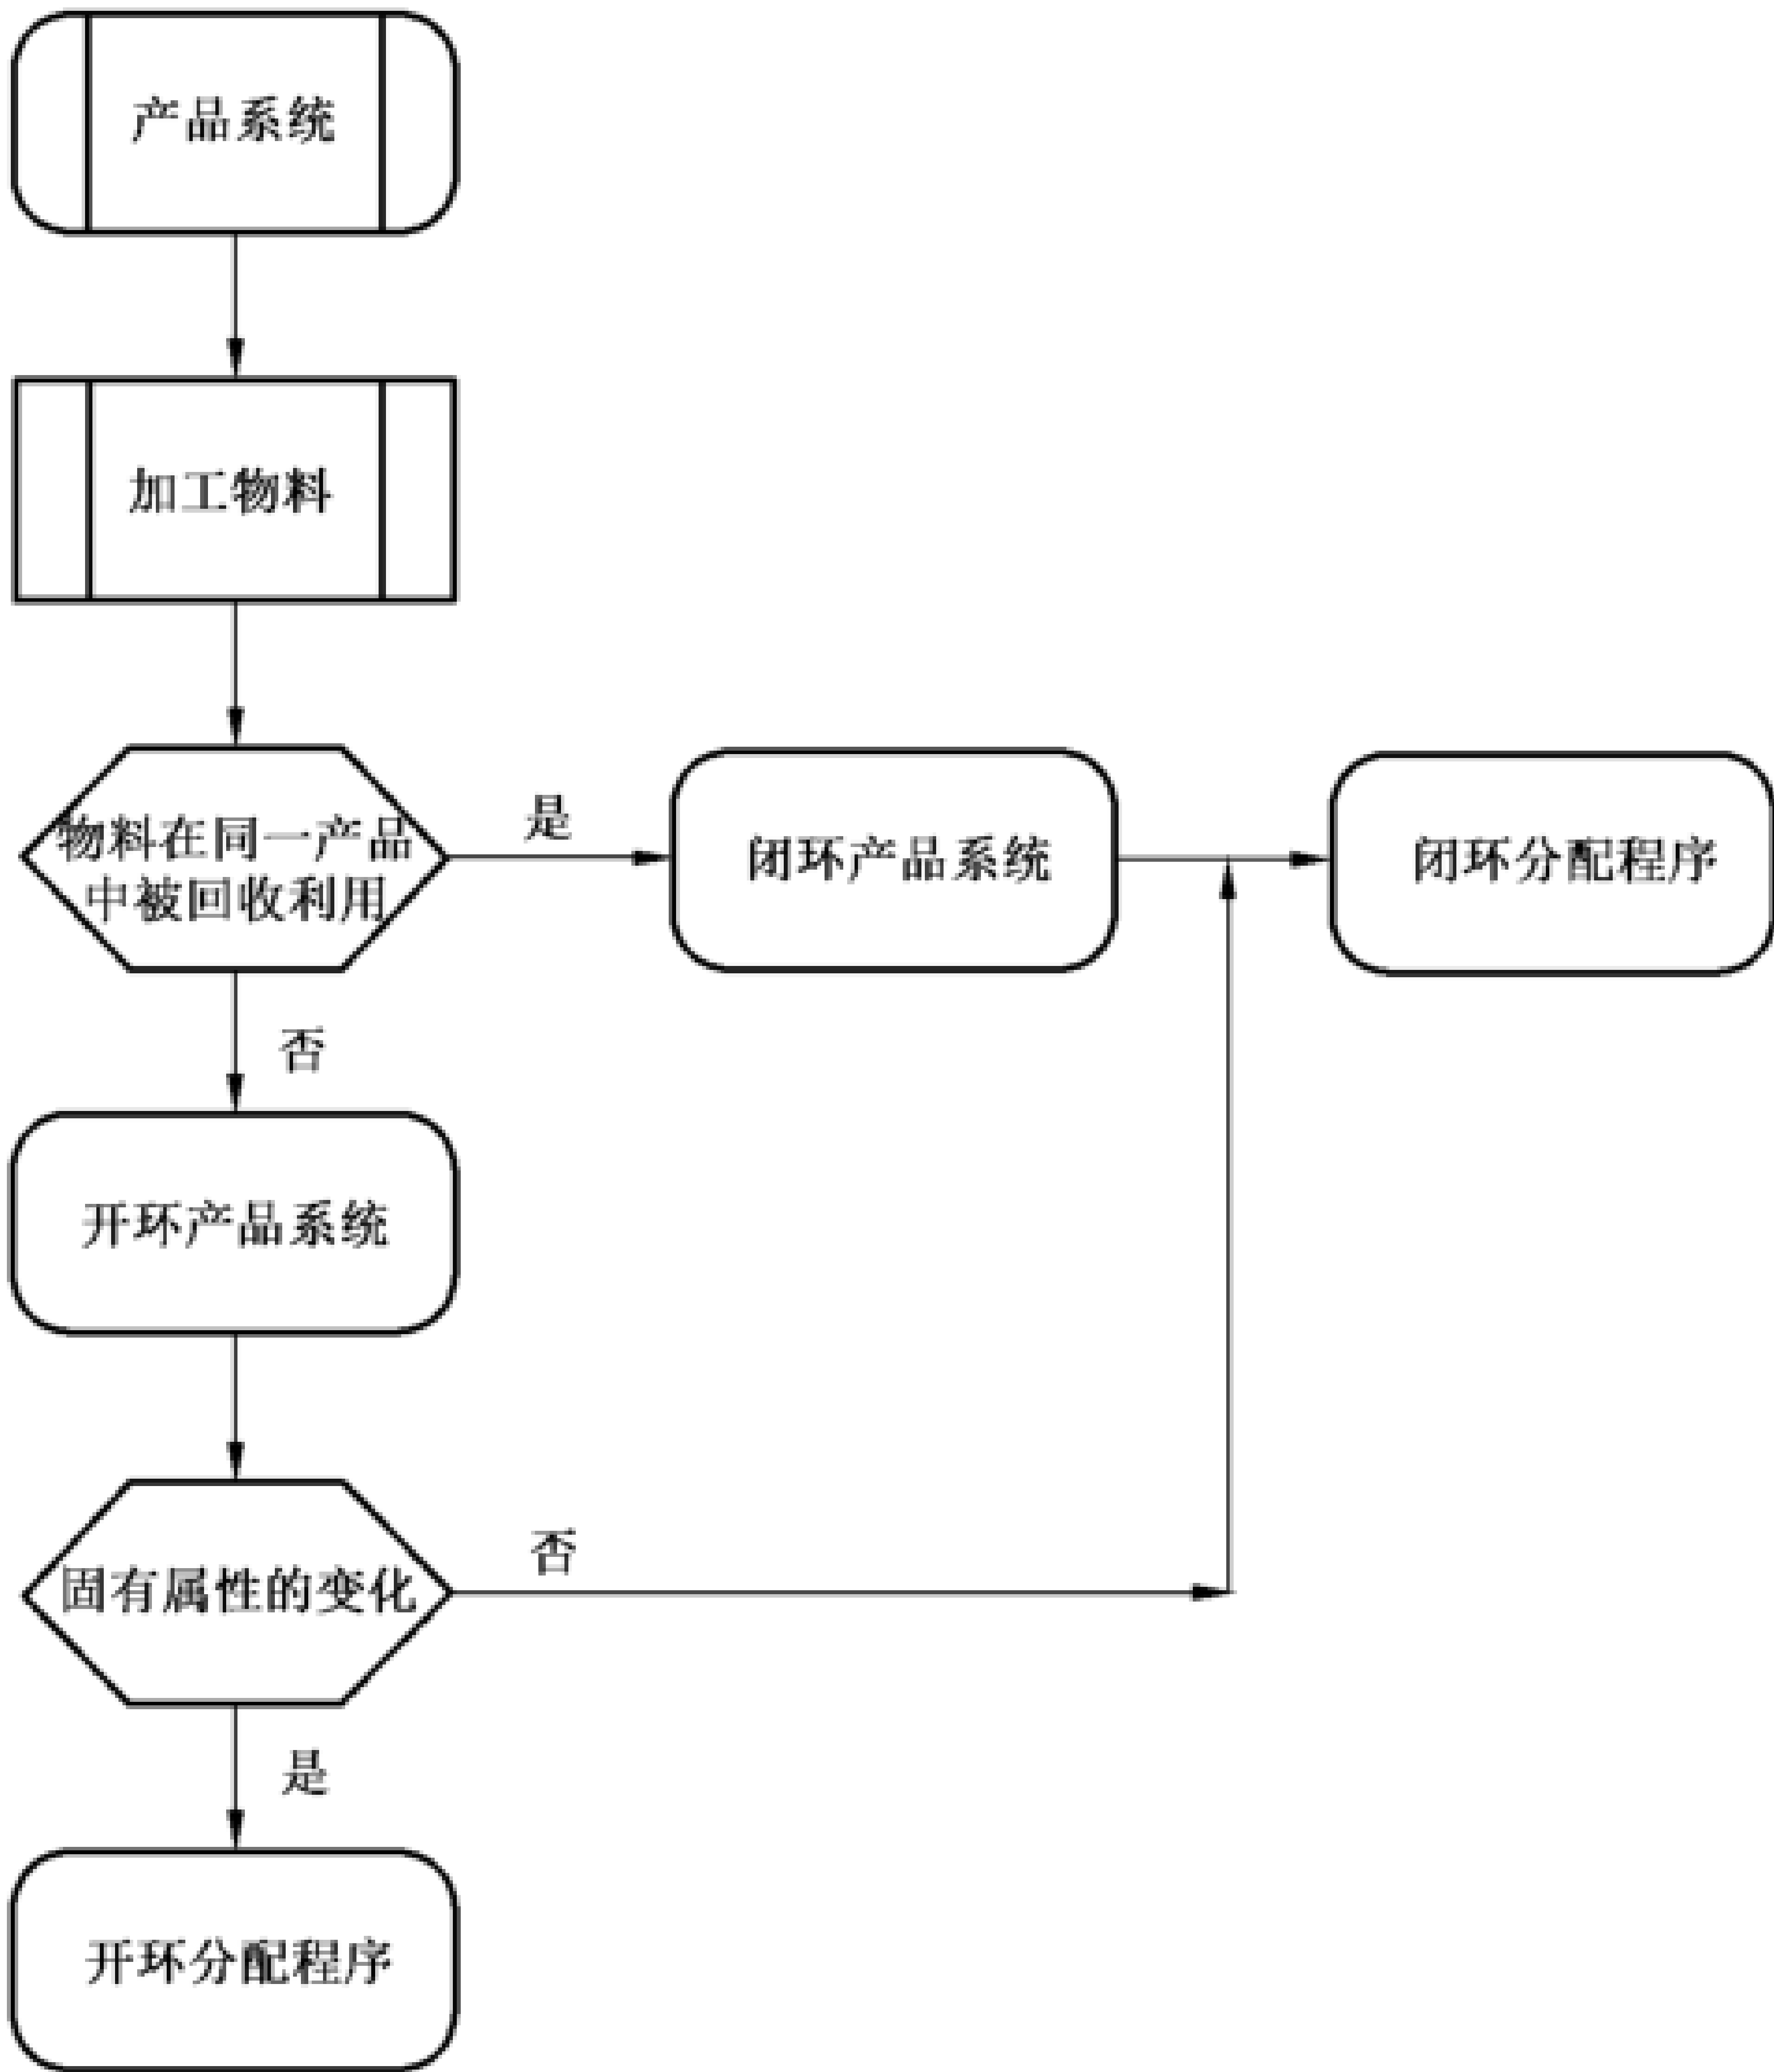 产品系统
加工物料
物料在同一产品
中被回收利用
是
闭环产品系统
闭环分配程序
否
开环产品系统
固有属性的变化
否
是
开环分配程序